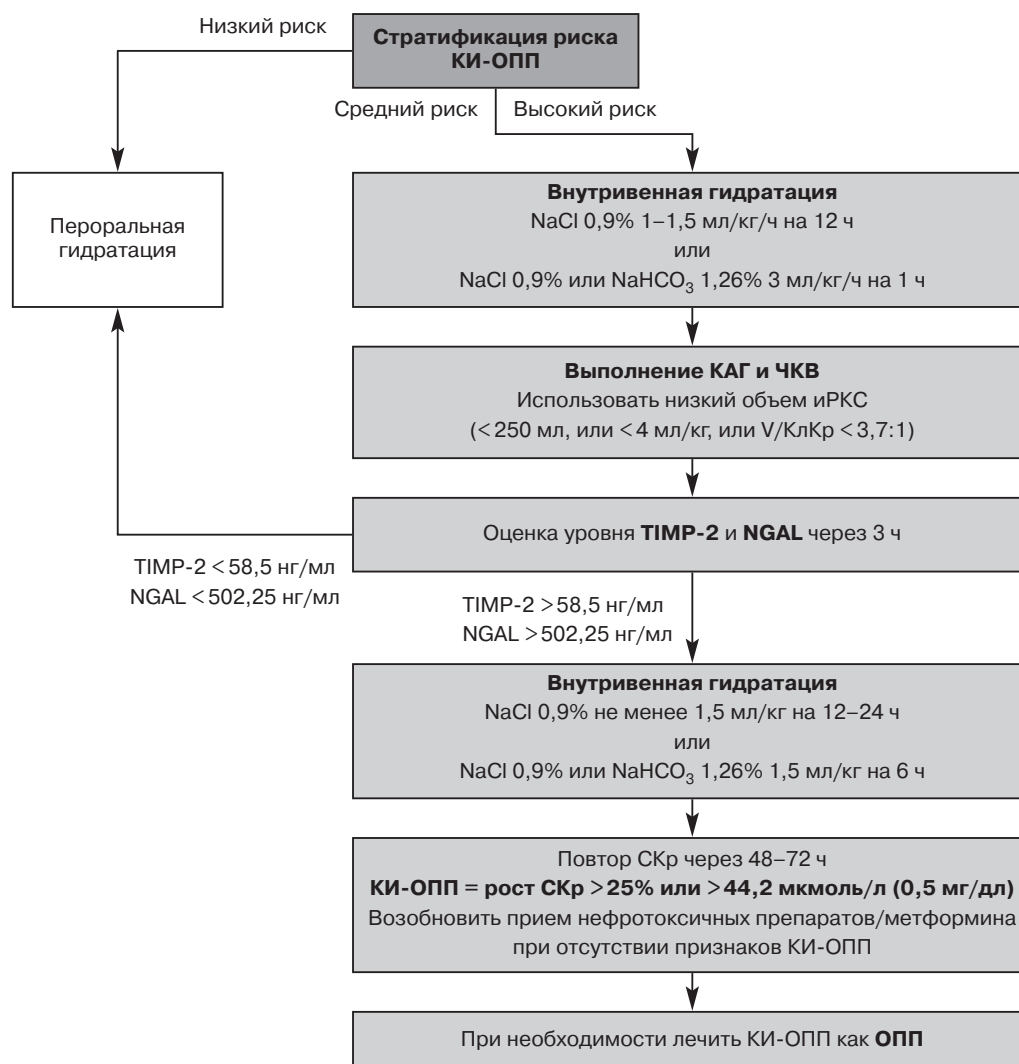 Низкий риск
Стратификация риска
КИ-ОПП
Средний риск
Высокий риск
Пероральная
гидратация
Внутривенная гидратация
NaCl 0,9% 1–1,5 мл/кг/ч на 12 ч
или
NaCl 0,9% или NaHCO₃ 1,26% 3 мл/кг/ч на 1 ч
Выполнение КАГ и ЧКВ
Использовать низкий объем иРКС
(<250 мл, или <4 мл/кг, или V/КлКр <3,7:1)
Оценка уровня TIMP-2 и NGAL через 3 ч
TIMP-2 <58,5 нг/мл
NGAL <502,25 нг/мл
TIMP-2 >58,5 нг/мл
NGAL >502,25 нг/мл
Внутривенная гидратация
NaCl 0,9% не менее 1,5 мл/кг на 12–24 ч
или
NaCl 0,9% или NaHCO₃ 1,26% 1,5 мл/кг на 6 ч
Повтор СКр через 48–72 ч
КИ-ОПП = рост СКр >25% или >44,2 мкмоль/л (0,5 мг/дл)
Возобновить прием нефротоксичных препаратов/метформина
при отсутствии признаков КИ-ОПП
При необходимости лечить КИ-ОПП как ОПП